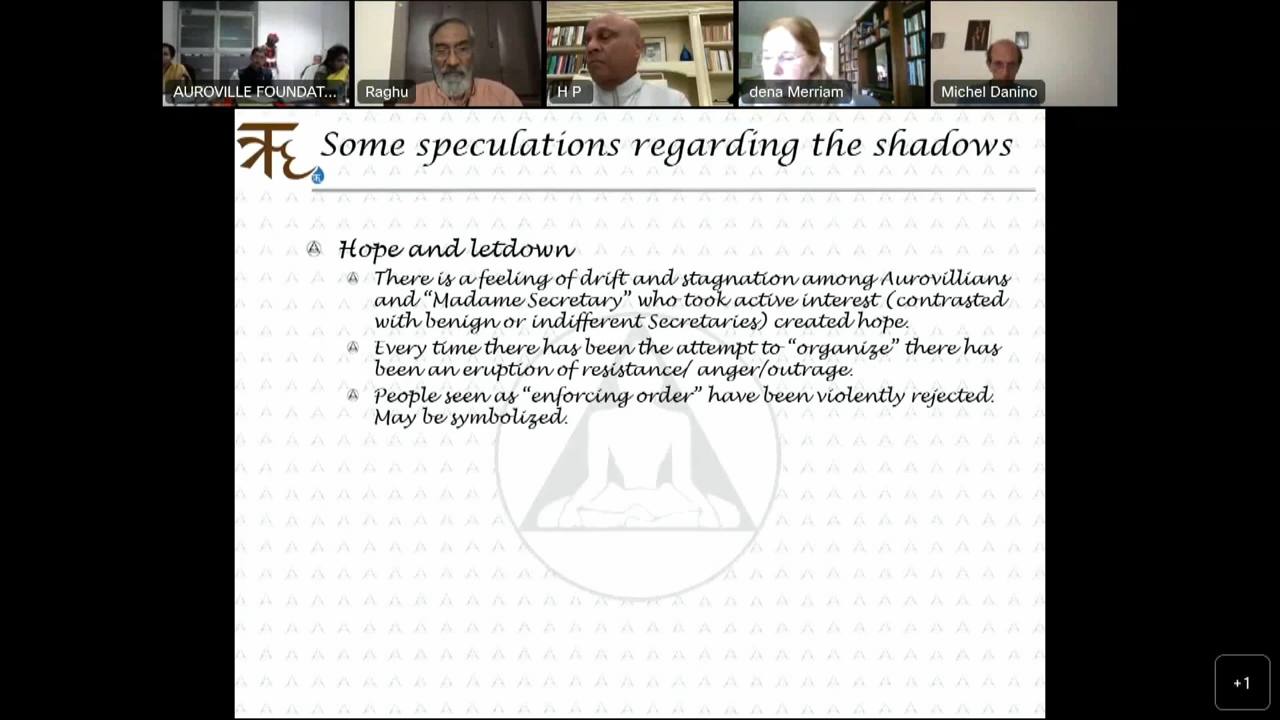 AUROVILLE FOUNDAT...
Raghu
H P
dena Merriam
Michel Danino
Some speculations regarding the shadows
Hope and letdown
There is a feeling of drift and stagnation among Aurovillians
and “Madame Secretary” who took active interest (contrasted
with benign or indifferent Secretaries) created hope.
Every time there has been the attempt to “organize” there has
been an eruption of resistance/ anger/outrage.
People seen as “enforcing order” have been violently rejected.
May be symbolized.
+1